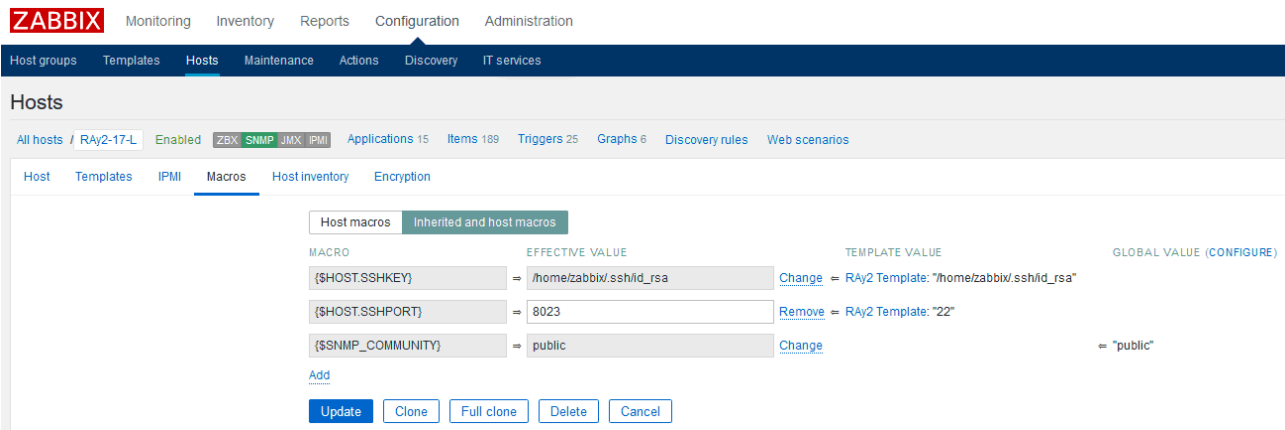 ZABBIX Monitoring Inventory Reports Configuration Administration
Host groups Templates Hosts Maintenance Actions Discovery IT services
Hosts
All hosts / RAy2-17-L Enabled ZBX SNMP JMX IPMI Applications 15 Items 189 Triggers 25 Graphs 6 Discovery rules Web scenarios
Host Templates IPMI Macros Host inventory Encryption
Host macros Inherited and host macros
MACRO EFFECTIVE VALUE TEMPLATE VALUE GLOBAL VALUE (CONFIGURE)
{$HOST.SSHKEY} ⇒ /home/zabbix/.ssh/id_rsa Change ⇐ RAy2 Template: "/home/zabbix/.ssh/id_rsa"
{$HOST.SSHPORT} ⇒ 8023 Remove ⇐ RAy2 Template: "22"
{$SNMP_COMMUNITY} ⇒ public Change ⇐ "public"
Add
Update Clone Full clone Delete Cancel